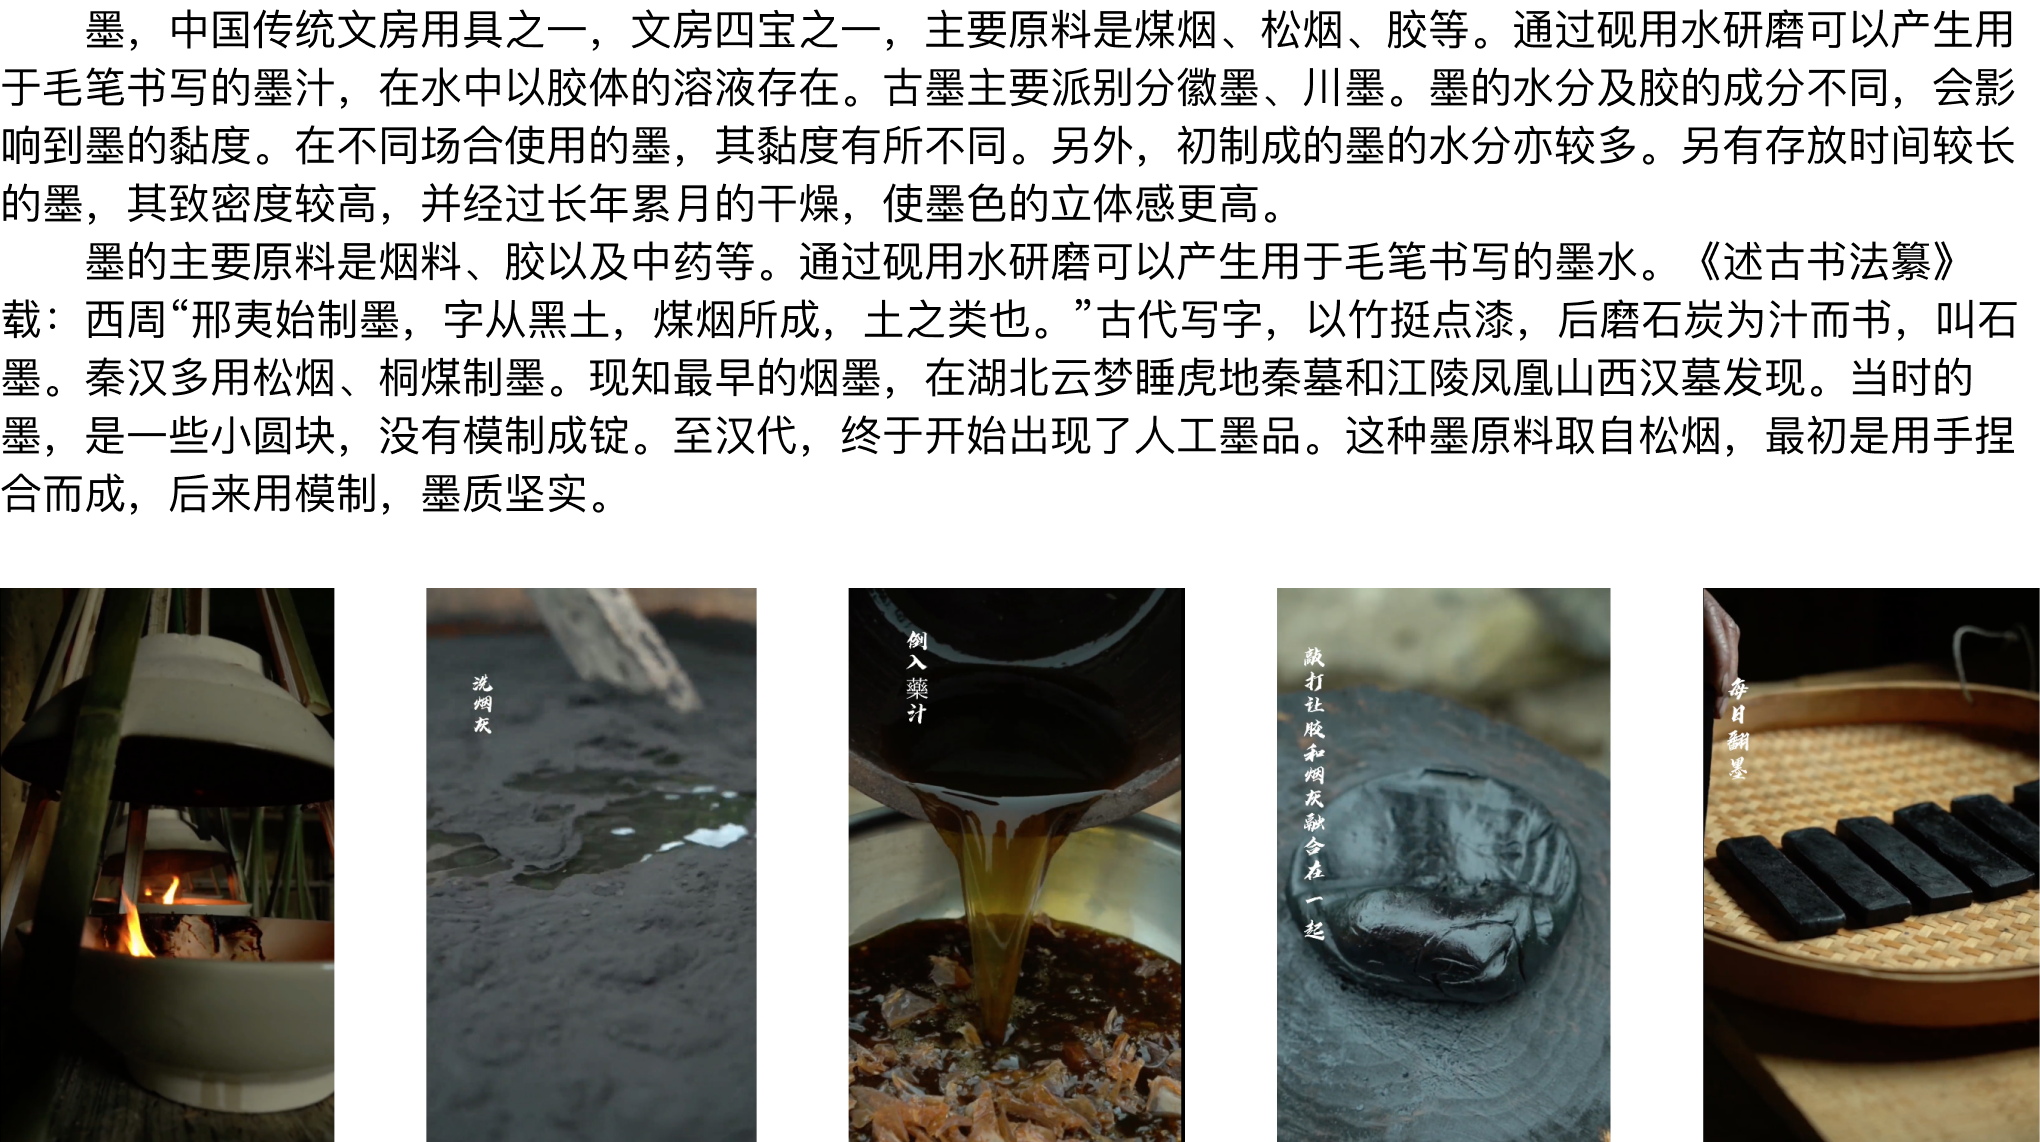 墨，中国传统文房用具之一，文房四宝之一，主要原料是煤烟、松烟、胶等。通过砚用水研磨可以产生用
于毛笔书写的墨汁，在水中以胶体的溶液存在。古墨主要派别分徽墨、川墨。墨的水分及胶的成分不同，会影
响到墨的黏度。在不同场合使用的墨，其黏度有所不同。另外，初制成的墨的水分亦较多。另有存放时间较长
的墨，其致密度较高，并经过长年累月的干燥，使墨色的立体感更高。
墨的主要原料是烟料、胶以及中药等。通过砚用水研磨可以产生用于毛笔书写的墨水。《述古书法纂》
载：西周“邢夷始制墨，字从黑土，煤烟所成，土之类也。”古代写字，以竹挺点漆，后磨石炭为汁而书，叫石
墨。秦汉多用松烟、桐煤制墨。现知最早的烟墨，在湖北云梦睡虎地秦墓和江陵凤凰山西汉墓发现。当时的
墨，是一些小圆块，没有模制成锭。至汉代，终于开始出现了人工墨品。这种墨原料取自松烟，最初是用手捏
合而成，后来用模制，墨质坚实。
洗烟灰
倒入藥汁
敲打让胶和烟灰融合在一起
每日翻墨